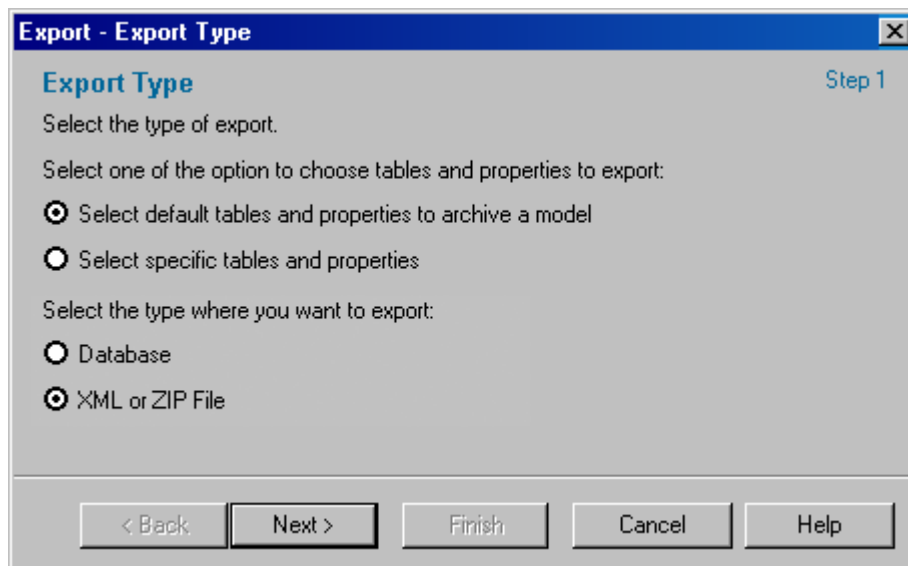 Export - Export Type
Export Type
Step 1
Select the type of export.
Select one of the option to choose tables and properties to export:
Select default tables and properties to archive a model
Select specific tables and properties
Select the type where you want to export:
Database
XML or ZIP File
< Back
Next >
Finish
Cancel
Help